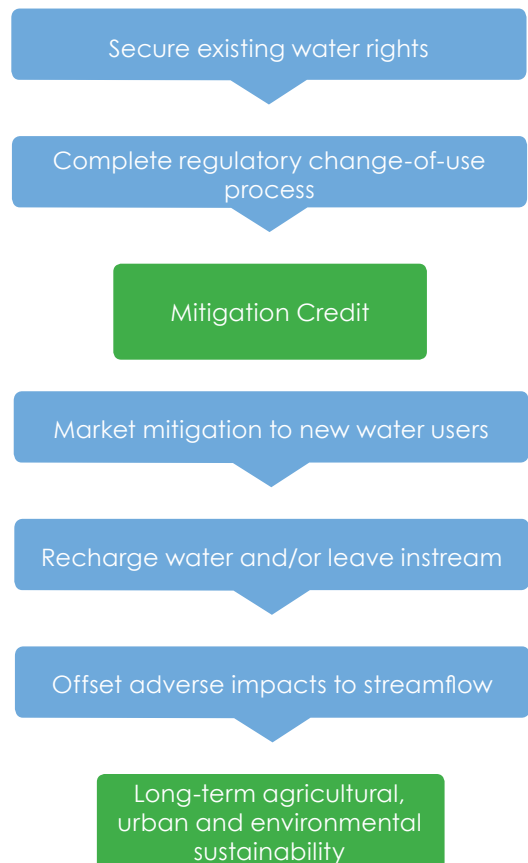 Secure existing water rights
Complete regulatory change-of-use
process
Mitigation Credit
Market mitigation to new water users
Recharge water and/or leave instream
Offset adverse impacts to streamflow
Long-term agricultural,
urban and environmental
sustainability